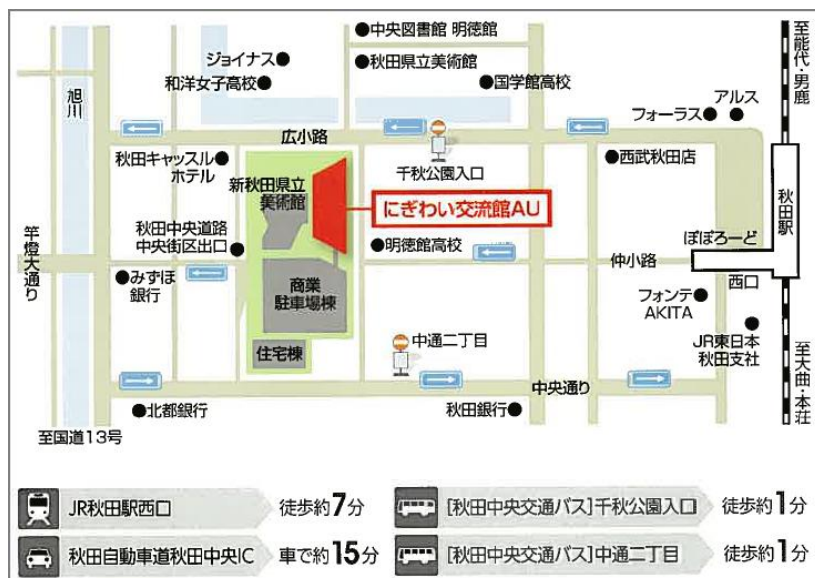 ●中央図書館 明徳館
至能代・男鹿
ジョイナス●
●秋田県立美術館
和洋女子高校●
●国学館高校
アルス
フォーラス●
旭川
広小路
秋田キャッスル●
ホテル
千秋公園入口
●西武秋田店
新秋田県立
美術館
にぎわい交流館AU
秋田駅
竿燈大通り
秋田中央道路
中央街区出口
●明徳館高校
ぽぽろーど
仲小路
●みずほ
銀行
商業
駐車場棟
西口
フォンテ●
AKITA
中通二丁目
住宅棟
JR東日本
秋田支社
至大曲・本荘
中央通り
●北都銀行
秋田銀行●
至国道13号
JR秋田駅西口 徒歩約7分
[秋田中央交通バス]千秋公園入口 徒歩約1分
秋田自動車道秋田中央IC 車で約15分
[秋田中央交通バス]中通二丁目 徒歩約1分